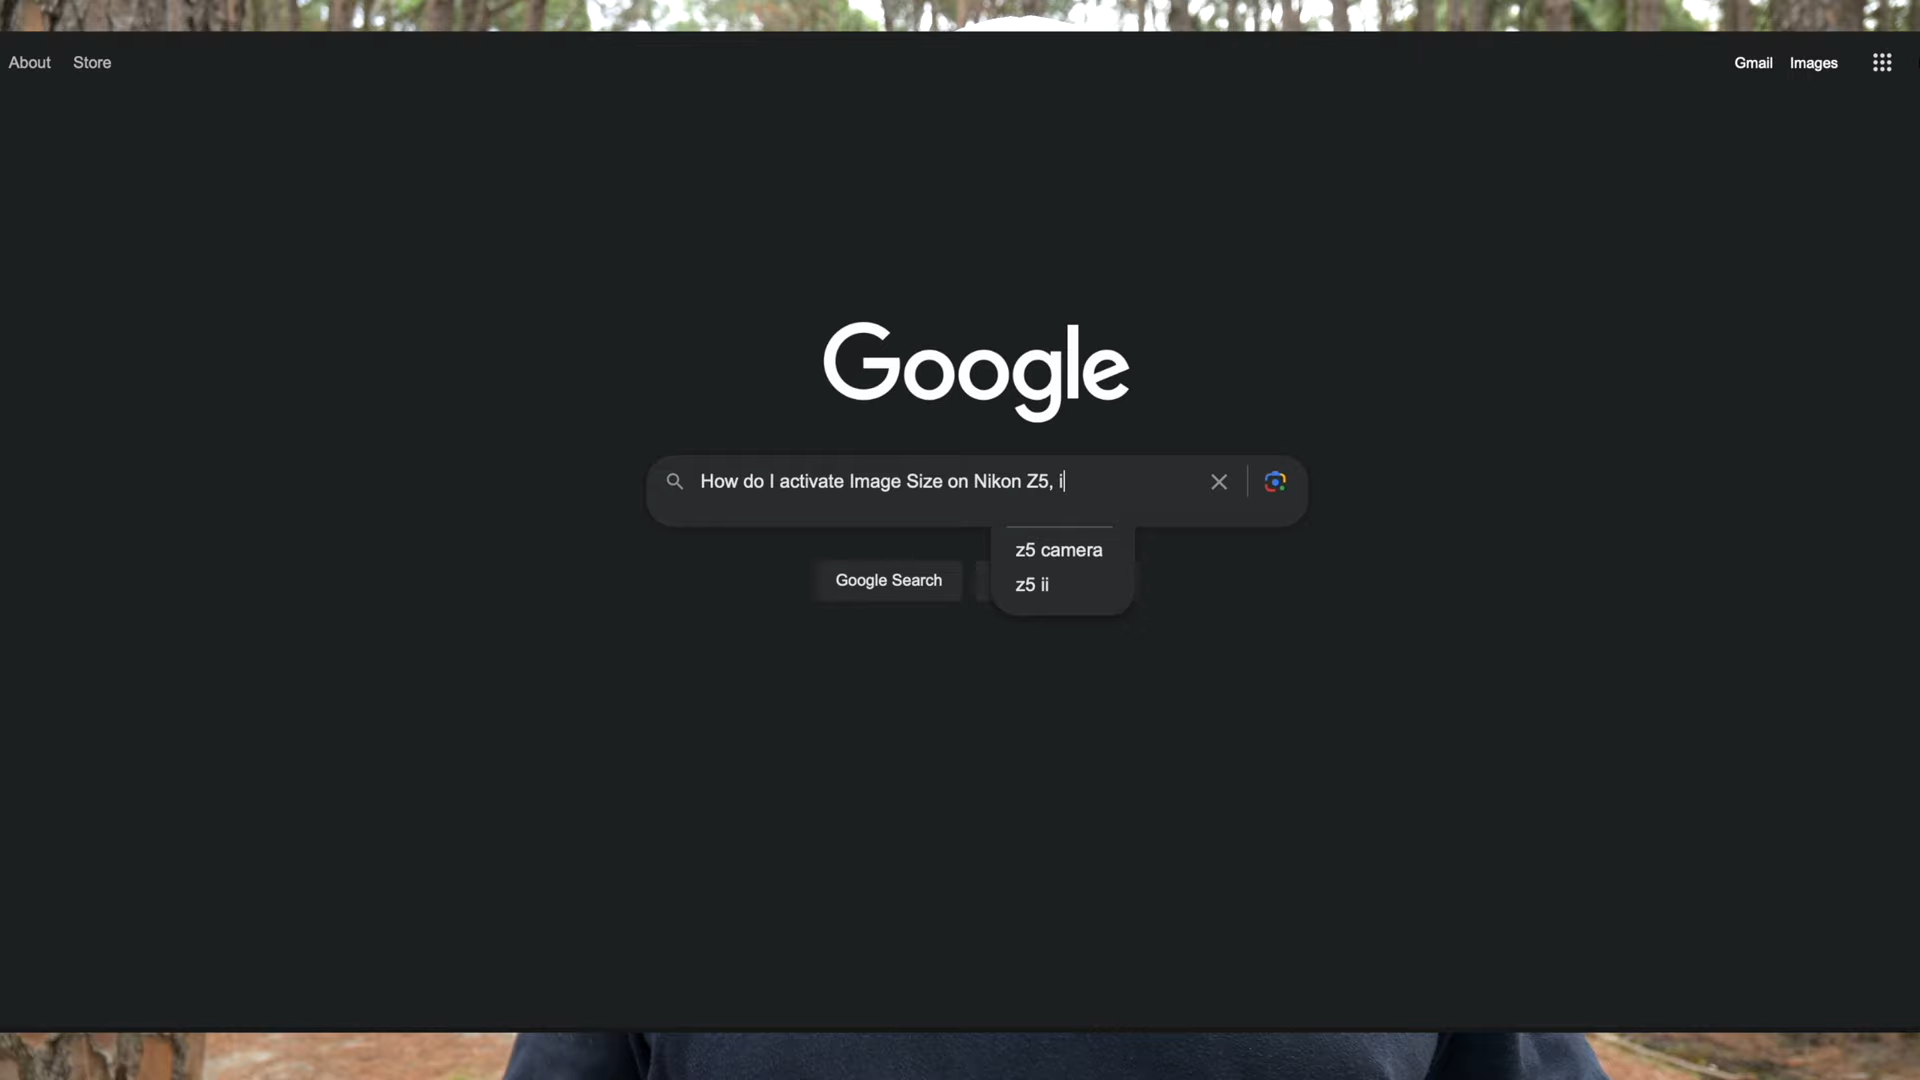 About Store
Gmail Images
Google
How do I activate Image Size on Nikon Z5, i
z5 camera
Google Search
z5 ii